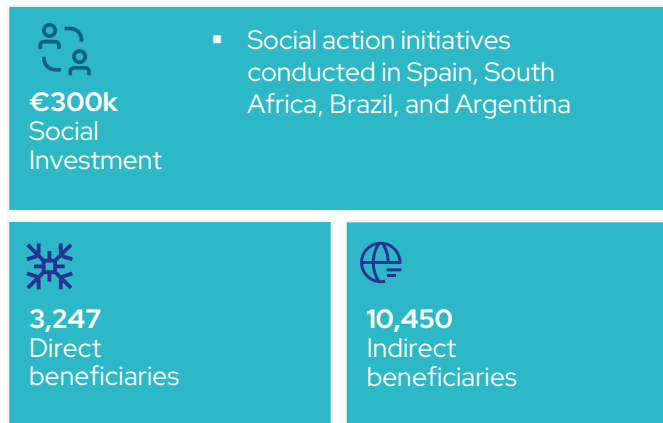 €300k
Social
Investment
▪ Social action initiatives
conducted in Spain, South
Africa, Brazil, and Argentina
3,247
Direct
beneficiaries
10,450
Indirect
beneficiaries